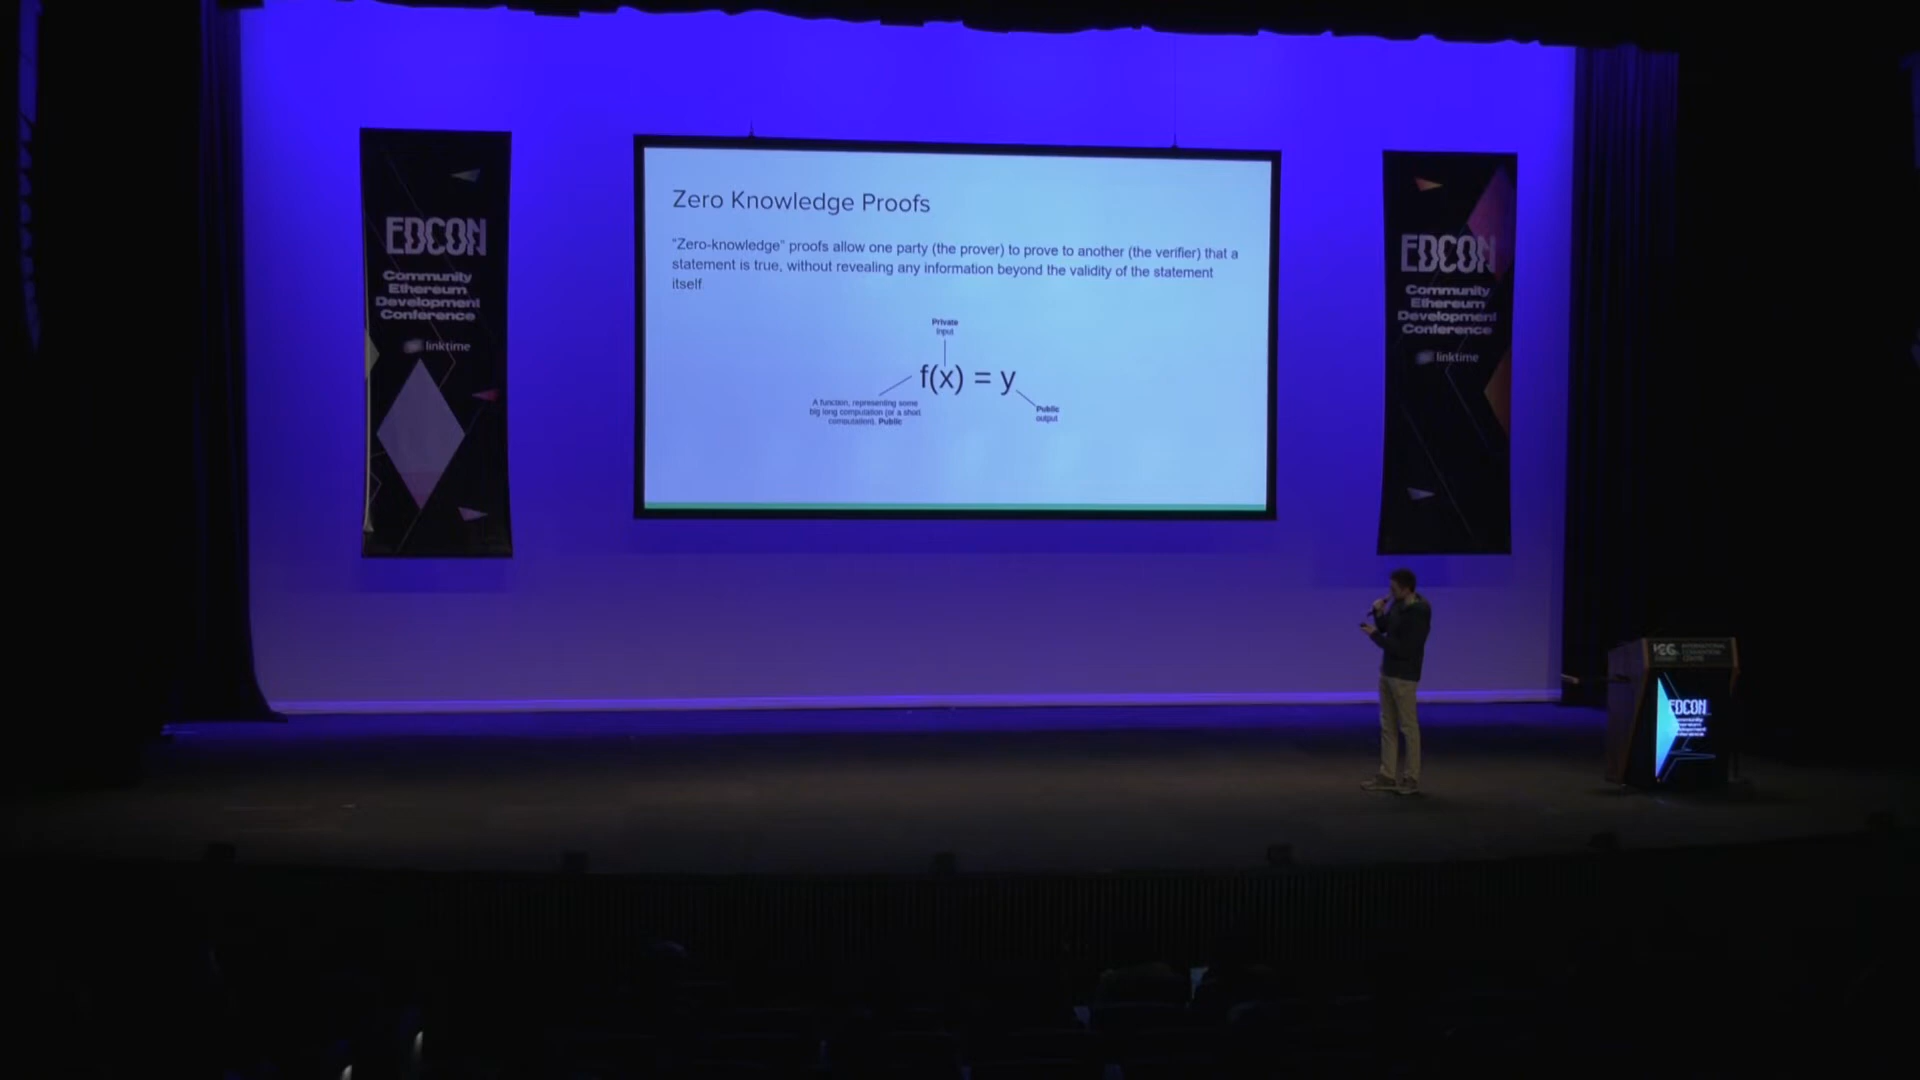 Zero Knowledge Proofs
"Zero-knowledge" proofs allow one party (the prover) to prove to another (the verifier) that a
statement is true, without revealing any information beyond the validity of the statement
itself
Private
input
f(x) = y
A function, representing some
big long computation (or a short
computation). Public
Public
output
EDCON
Community
Ethereum
Development
Conference
linktime
EDCON
Community
Ethereum
Development
Conference
linktime
INTERNATIONAL
CONVENTION
CENTRE
EDCON